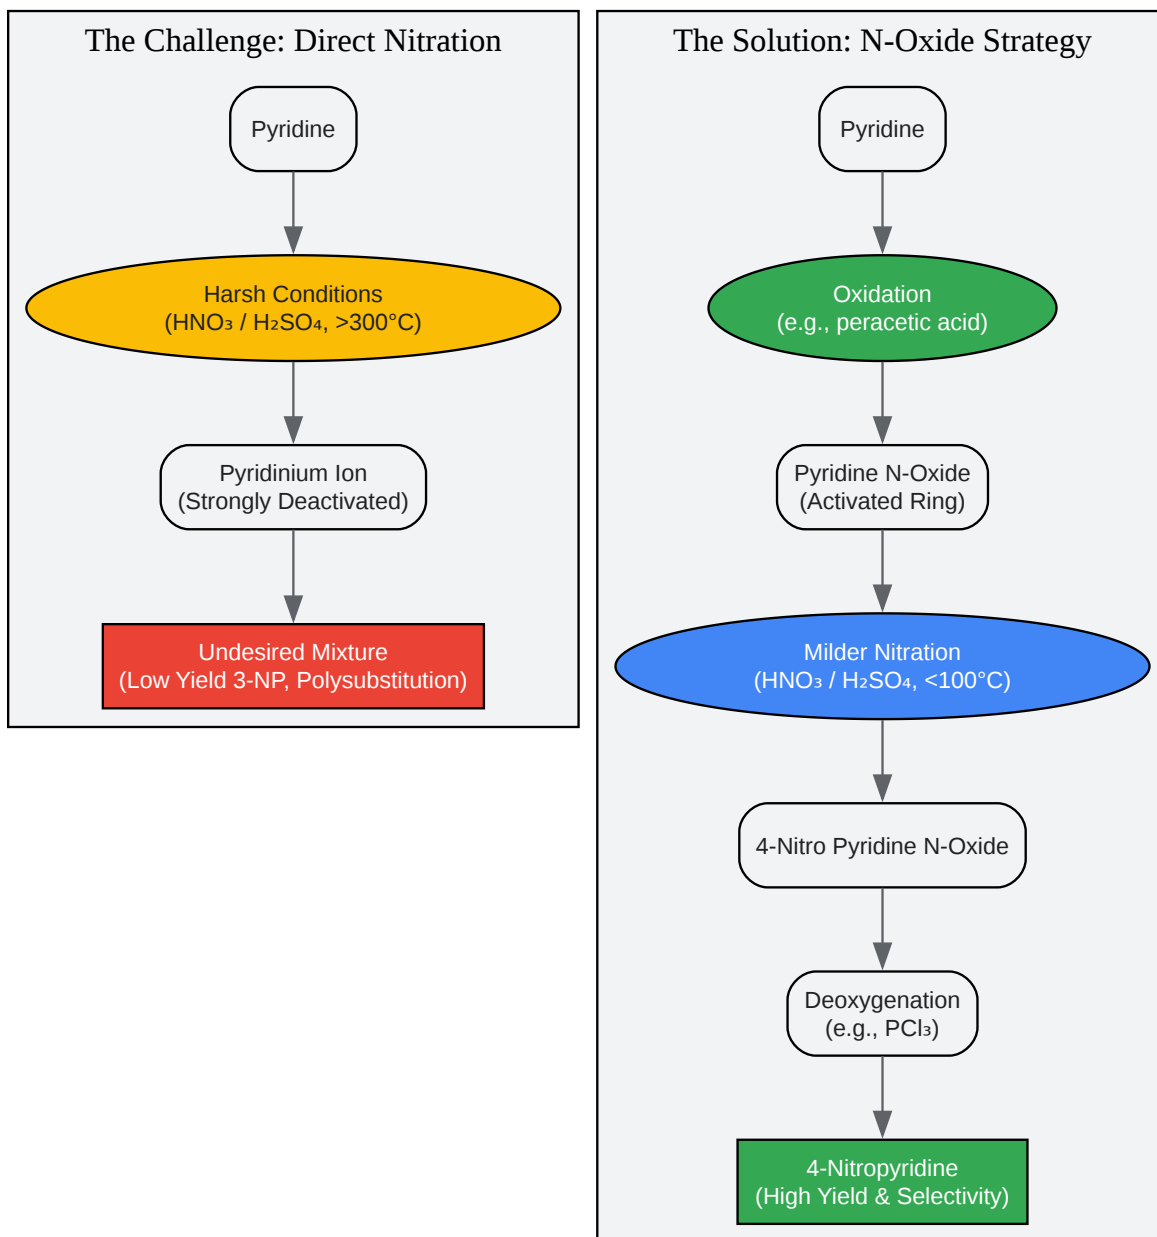 The Challenge: Direct Nitration
Pyridine
Harsh Conditions
(HNO₃ / H₂SO₄, >300°C)
Pyridinium Ion
(Strongly Deactivated)
Undesired Mixture
(Low Yield 3-NP, Polysubstitution)
The Solution: N-Oxide Strategy
Pyridine
Oxidation
(e.g., peracetic acid)
Pyridine N-Oxide
(Activated Ring)
Milder Nitration
(HNO₃ / H₂SO₄, <100°C)
4-Nitro Pyridine N-Oxide
Deoxygenation
(e.g., PCl₃)
4-Nitropyridine
(High Yield & Selectivity)